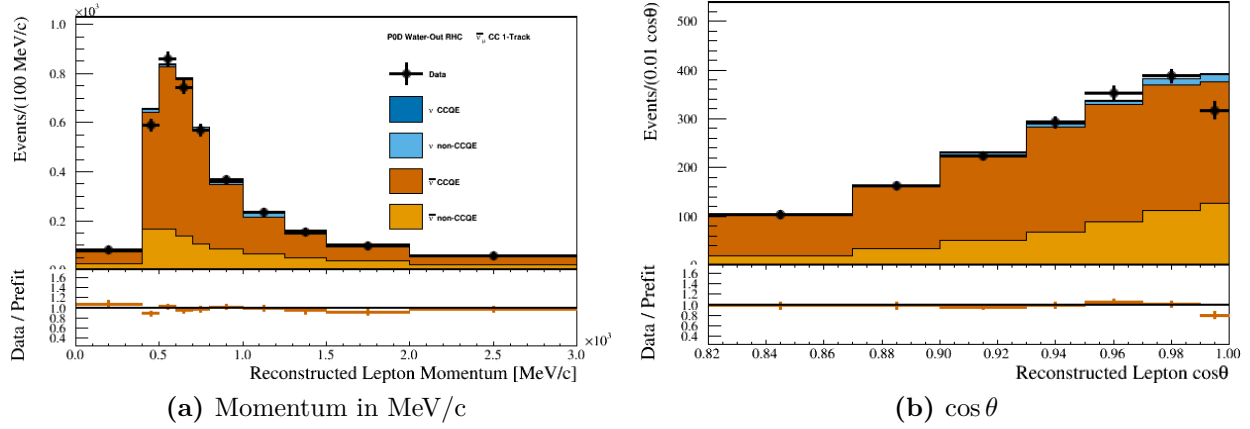 ×10³
Events/(100 MeV/c)
1.0
0.8
0.6
0.4
0.2
0.0
P0D Water-Out RHC ν̅μ CC 1-Track
Data
ν CCQE
ν non-CCQE
ν̅ CCQE
ν̅ non-CCQE
Data / Prefit
1.6
1.4
1.2
1.0
0.8
0.6
0.4
0.0 0.5 1.0 1.5 2.0 2.5 3.0
×10³
Reconstructed Lepton Momentum [MeV/c]
(a) Momentum in MeV/c
Events/(0.01 cosθ)
500
400
300
200
100
0
Data / Prefit
1.6
1.4
1.2
1.0
0.8
0.6
0.4
0.82 0.84 0.86 0.88 0.90 0.92 0.94 0.96 0.98 1.00
Reconstructed Lepton cosθ
(b) cos θ